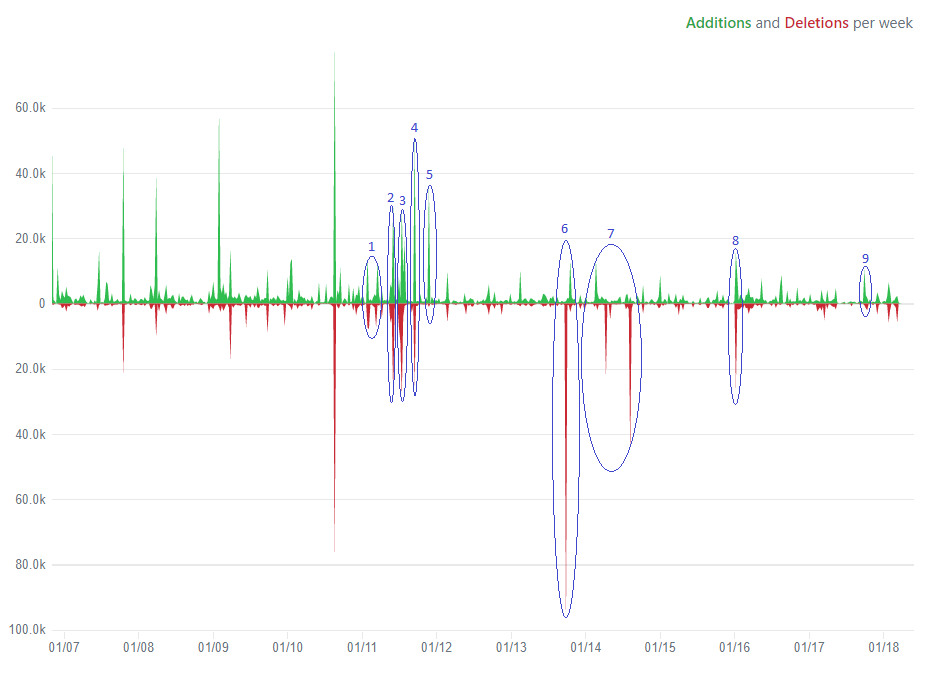 Additions and Deletions per week
60.0k
40.0k
20.0k
0
20.0k
40.0k
60.0k
80.0k
100.0k
1
2
3
4
5
6
7
8
9
01/07 01/08 01/09 01/10 01/11 01/12 01/13 01/14 01/15 01/16 01/17 01/18